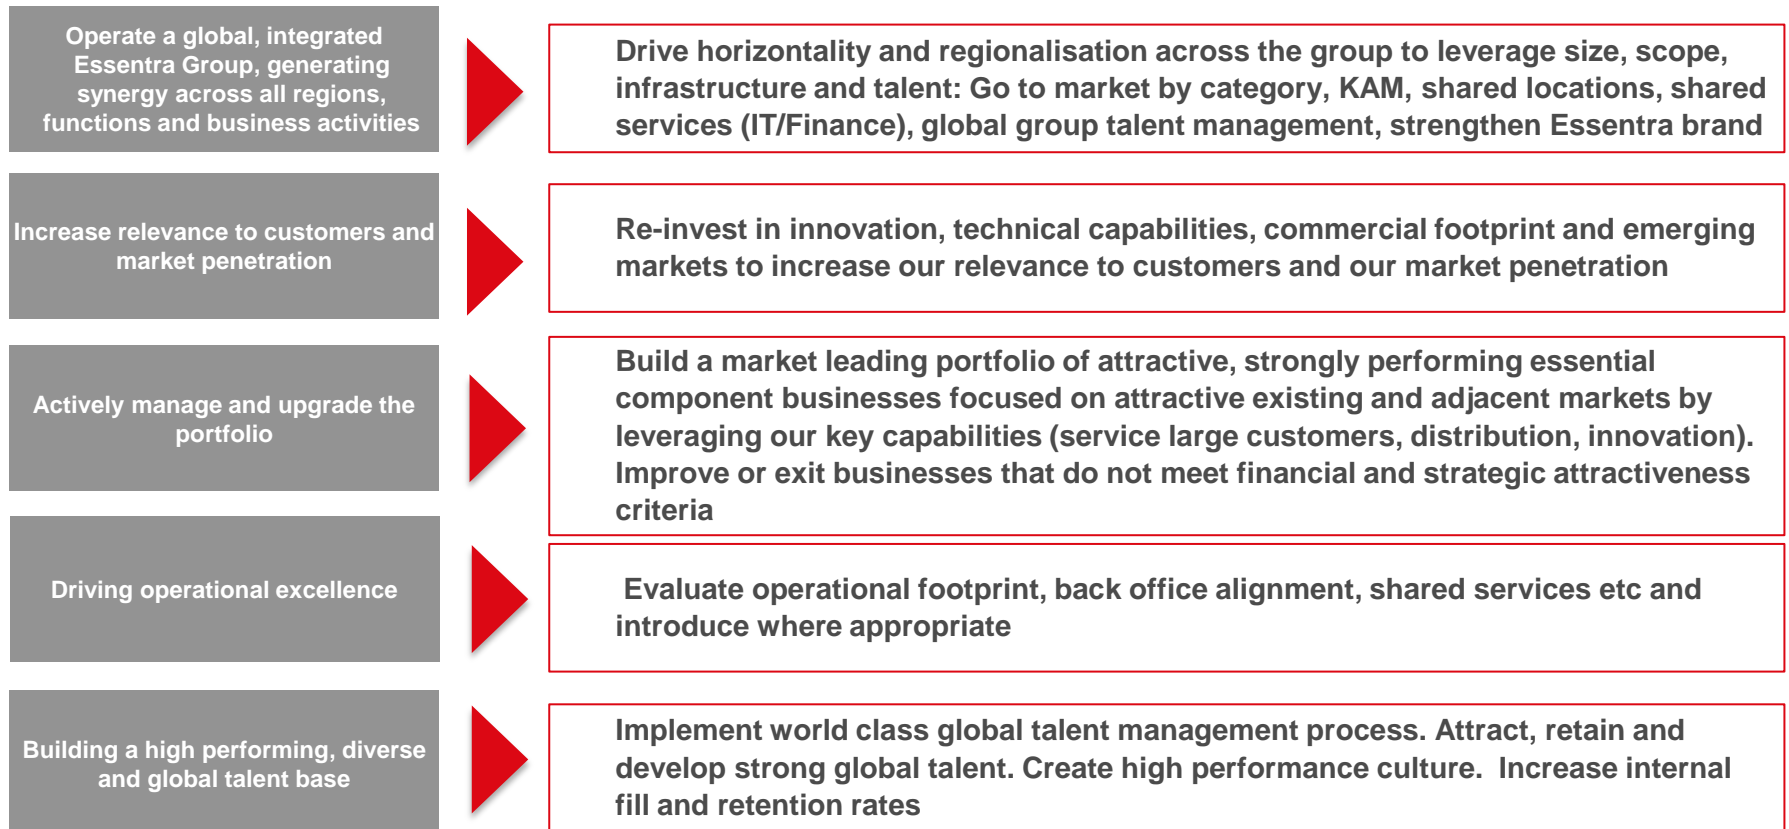 Operate a global, integrated
Essentra Group, generating
synergy across all regions,
functions and business activities
Drive horizontality and regionalisation across the group to leverage size, scope,
infrastructure and talent: Go to market by category, KAM, shared locations, shared
services (IT/Finance), global group talent management, strengthen Essentra brand
Increase relevance to customers and
market penetration
Re-invest in innovation, technical capabilities, commercial footprint and emerging
markets to increase our relevance to customers and our market penetration
Actively manage and upgrade the
portfolio
Build a market leading portfolio of attractive, strongly performing essential
component businesses focused on attractive existing and adjacent markets by
leveraging our key capabilities (service large customers, distribution, innovation).
Improve or exit businesses that do not meet financial and strategic attractiveness
criteria
Driving operational excellence
Evaluate operational footprint, back office alignment, shared services etc and
introduce where appropriate
Building a high performing, diverse
and global talent base
Implement world class global talent management process. Attract, retain and
develop strong global talent. Create high performance culture.  Increase internal
fill and retention rates